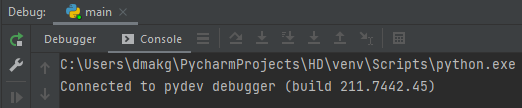 Debug: main
Debugger Console
C:\Users\dmakg\PycharmProjects\HD\venv\Scripts\python.exe
Connected to pydev debugger (build 211.7442.45)